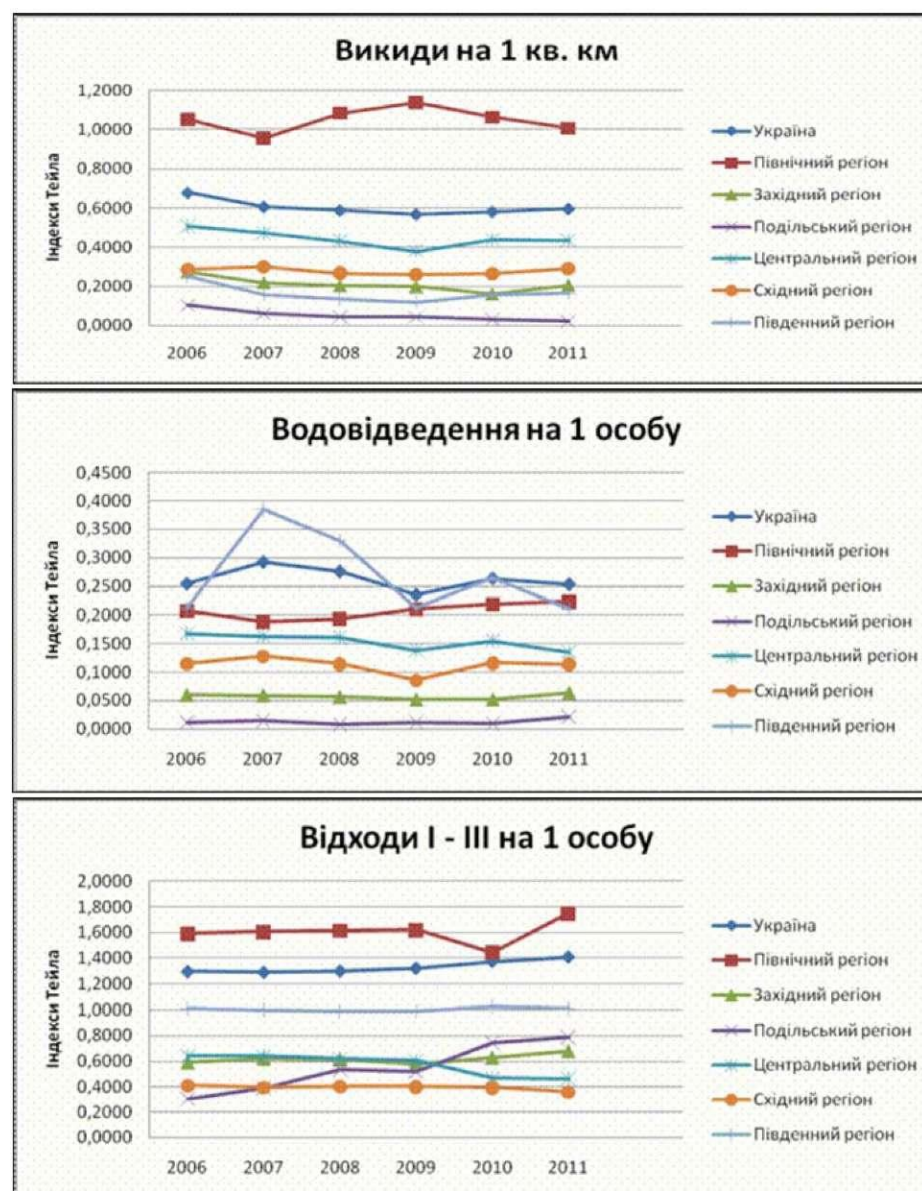 Викиди на 1 кв. км
Індекси Тейла
1,2000
1,0000
0,8000
0,6000
0,4000
0,2000
0,0000
2006 2007 2008 2009 2010 2011
Україна
Північний регіон
Західний регіон
Подільський регіон
Центральний регіон
Східний регіон
Південний регіон
Водовідведення на 1 особу
Індекси Тейла
0,4500
0,4000
0,3500
0,3000
0,2500
0,2000
0,1500
0,1000
0,0500
0,0000
2006 2007 2008 2009 2010 2011
Україна
Північний регіон
Західний регіон
Подільський регіон
Центральний регіон
Східний регіон
Південний регіон
Відходи І - ІІІ на 1 особу
Індекси Тейла
2,0000
1,8000
1,6000
1,4000
1,2000
1,0000
0,8000
0,6000
0,4000
0,2000
0,0000
2006 2007 2008 2009 2010 2011
Україна
Північний регіон
Західний регіон
Подільський регіон
Центральний регіон
Східний регіон
Південний регіон